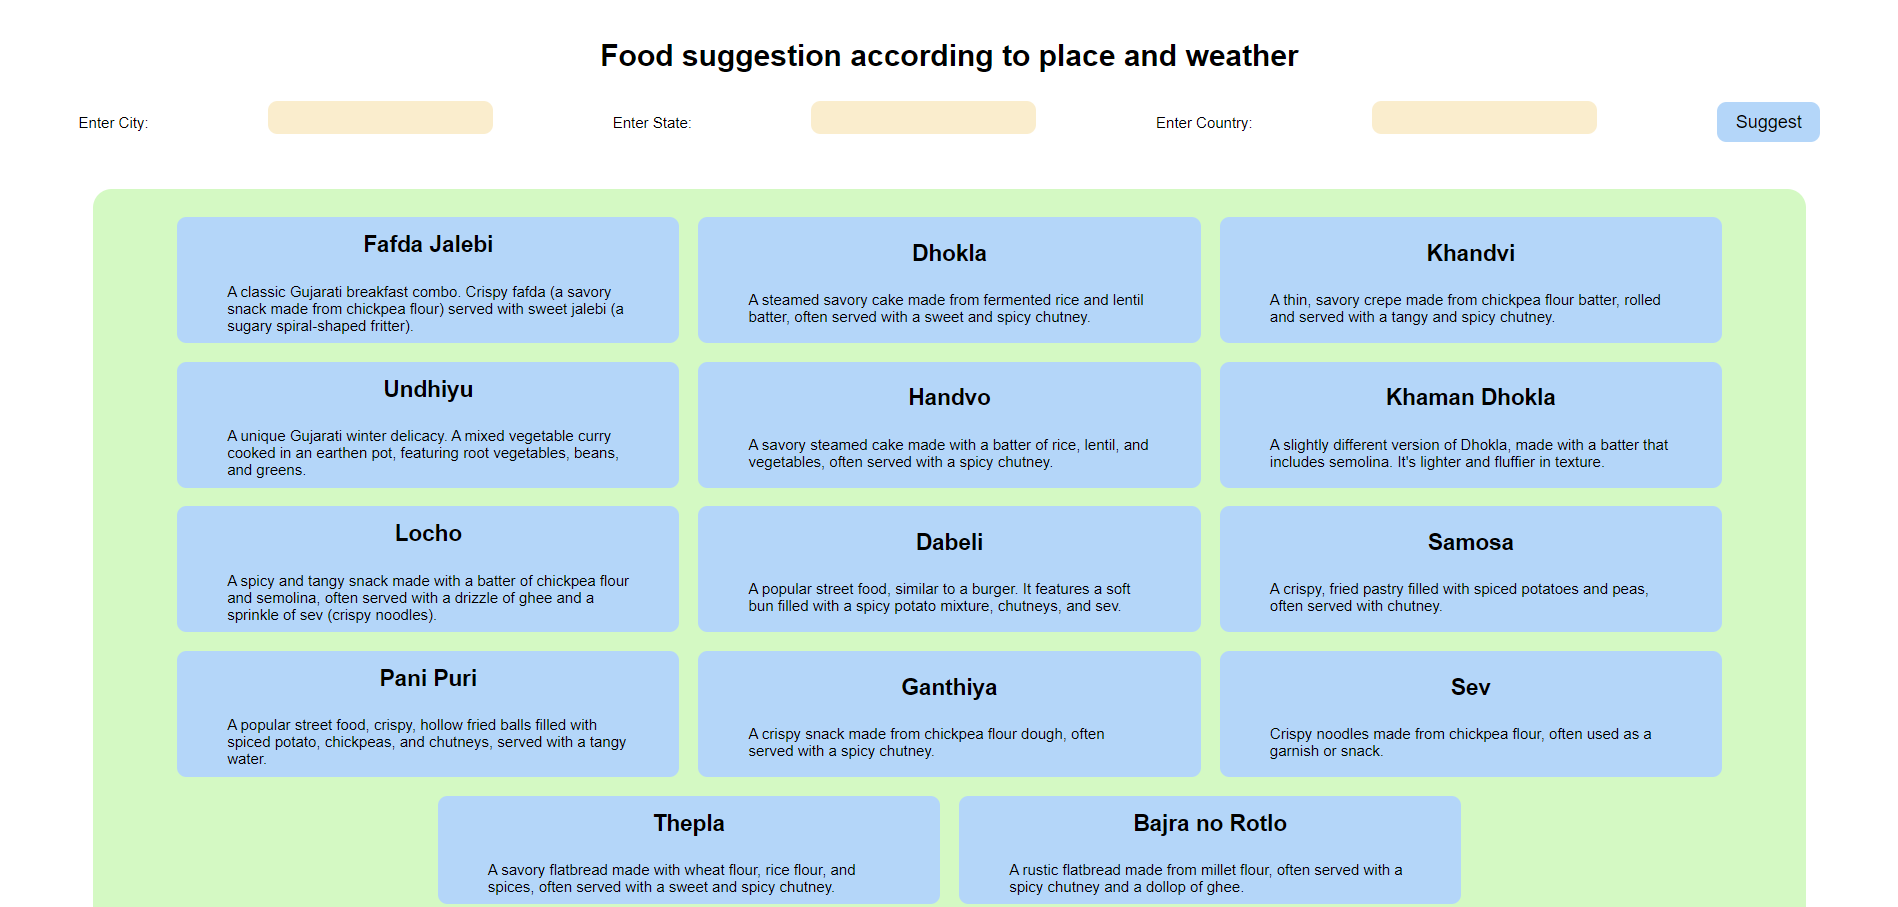 Food suggestion according to place and weather
Enter City:
Enter State:
Enter Country:
Suggest
Fafda Jalebi
A classic Gujarati breakfast combo. Crispy fafda (a savory
snack made from chickpea flour) served with sweet jalebi (a
sugary spiral-shaped fritter).
Dhokla
A steamed savory cake made from fermented rice and lentil
batter, often served with a sweet and spicy chutney.
Khandvi
A thin, savory crepe made from chickpea flour batter, rolled
and served with a tangy and spicy chutney.
Undhiyu
A unique Gujarati winter delicacy. A mixed vegetable curry
cooked in an earthen pot, featuring root vegetables, beans,
and greens.
Handvo
A savory steamed cake made with a batter of rice, lentil, and
vegetables, often served with a spicy chutney.
Khaman Dhokla
A slightly different version of Dhokla, made with a batter that
includes semolina. It's lighter and fluffier in texture.
Locho
A spicy and tangy snack made with a batter of chickpea flour
and semolina, often served with a drizzle of ghee and a
sprinkle of sev (crispy noodles).
Dabeli
A popular street food, similar to a burger. It features a soft
bun filled with a spicy potato mixture, chutneys, and sev.
Samosa
A crispy, fried pastry filled with spiced potatoes and peas,
often served with chutney.
Pani Puri
A popular street food, crispy, hollow fried balls filled with
spiced potato, chickpeas, and chutneys, served with a tangy
water.
Ganthiya
A crispy snack made from chickpea flour dough, often
served with a spicy chutney.
Sev
Crispy noodles made from chickpea flour, often used as a
garnish or snack.
Thepla
A savory flatbread made with wheat flour, rice flour, and
spices, often served with a sweet and spicy chutney.
Bajra no Rotlo
A rustic flatbread made from millet flour, often served with a
spicy chutney and a dollop of ghee.